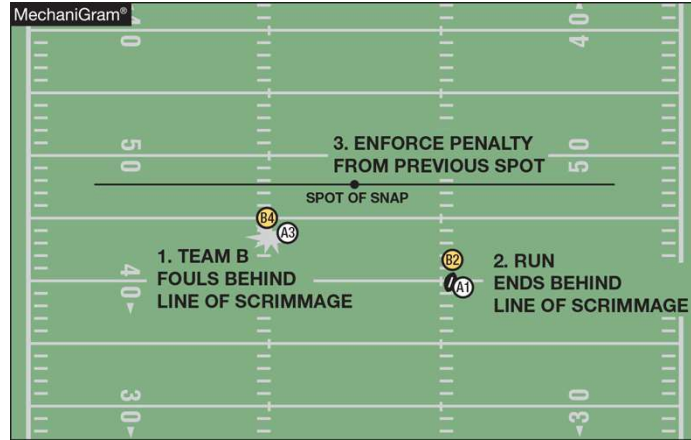 MechaniGram®
40
40
50
50
3. ENFORCE PENALTY
FROM PREVIOUS SPOT
SPOT OF SNAP
B4
A3
1. TEAM B
FOULS BEHIND
LINE OF SCRIMMAGE
B2
A1
2. RUN
ENDS BEHIND
LINE OF SCRIMMAGE
40
30
30